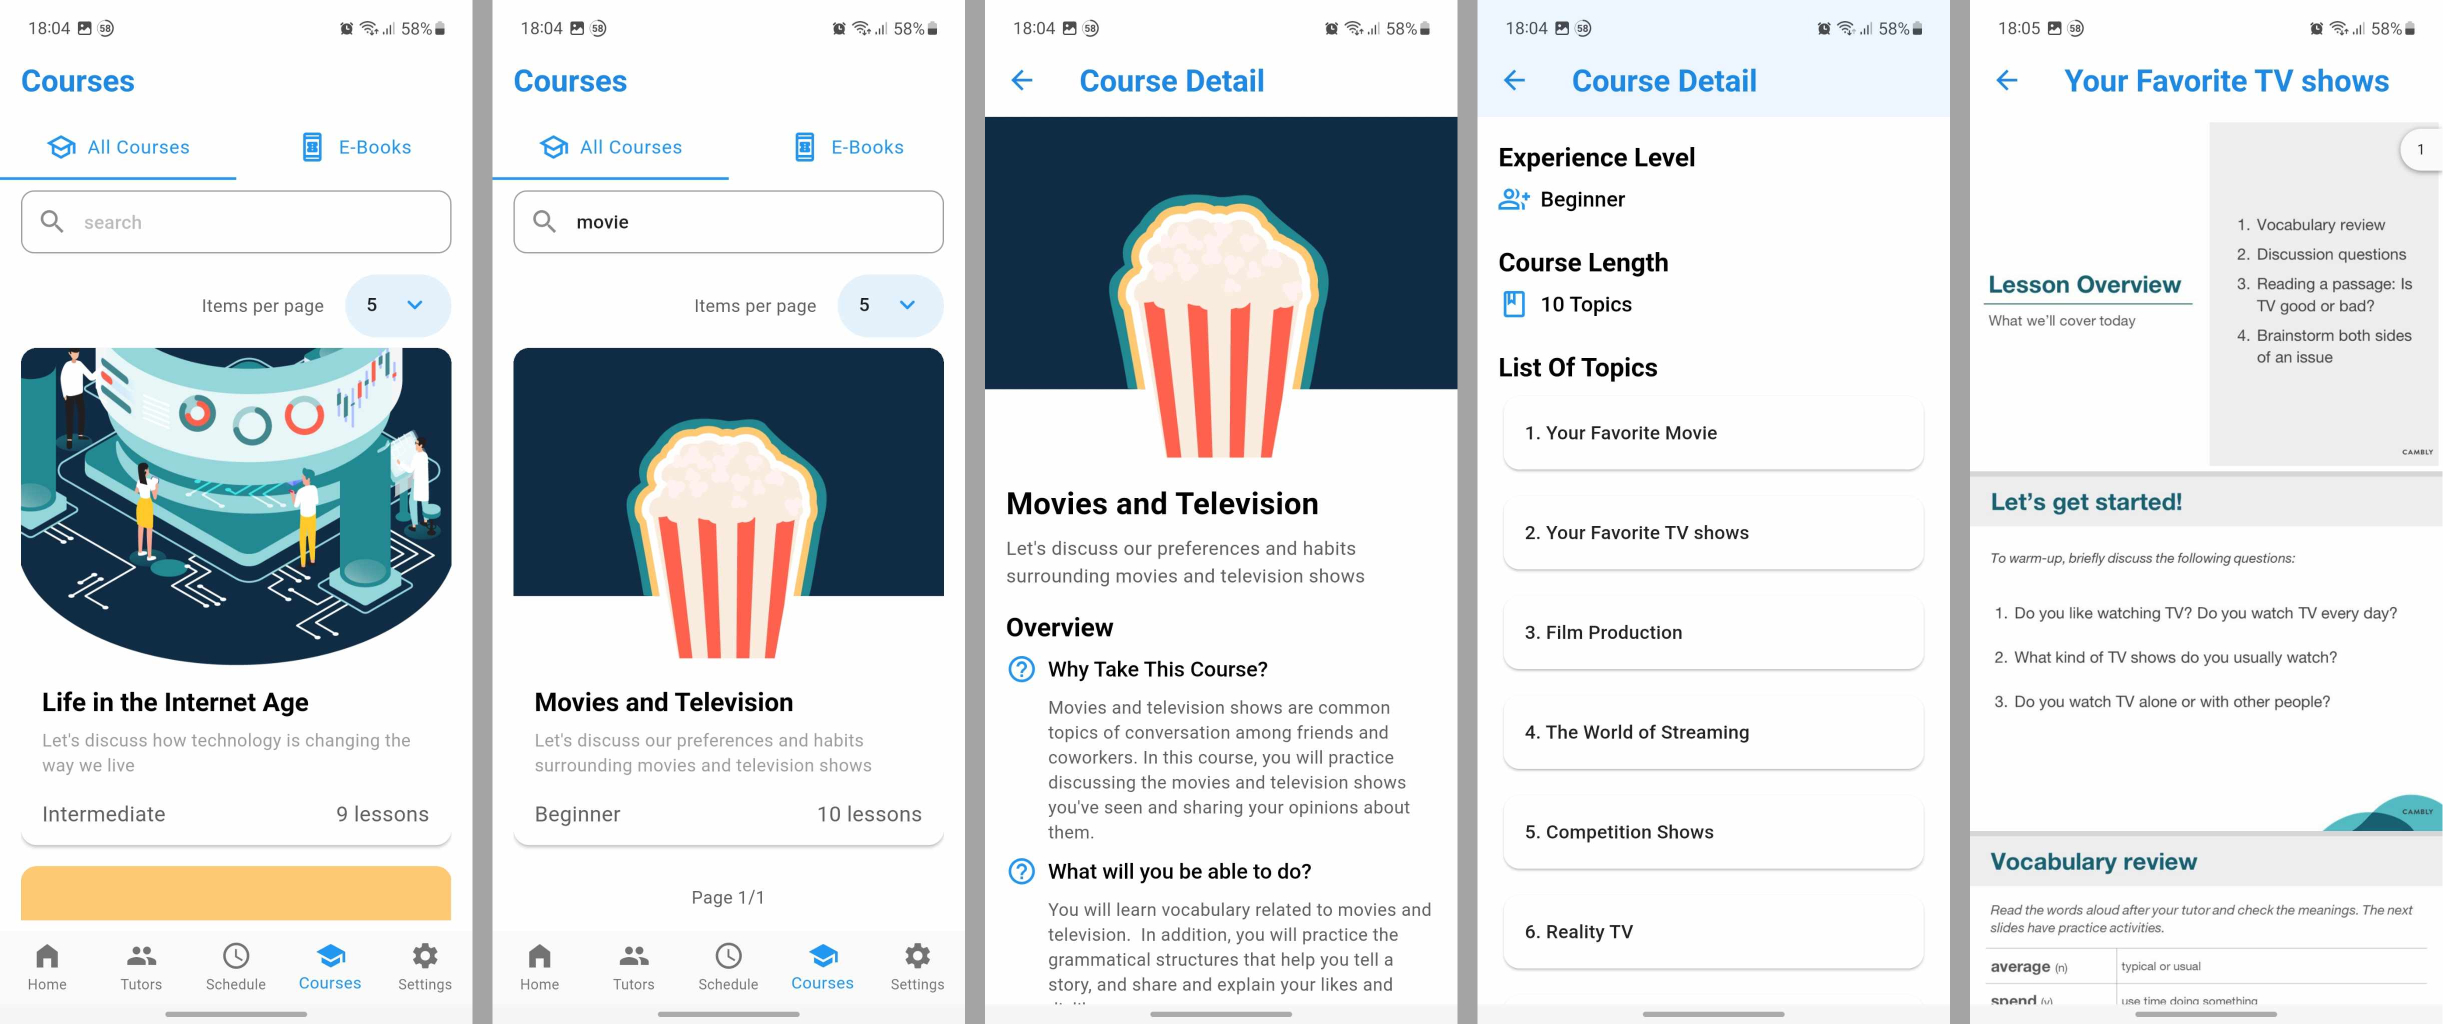 18:04 58 58%
Courses
All Courses E-Books
search
Items per page 5
Life in the Internet Age
Let's discuss how technology is changing the
way we live
Intermediate 9 lessons
Home Tutors Schedule Courses Settings
18:04 58 58%
Courses
All Courses E-Books
movie
Items per page 5
Movies and Television
Let's discuss our preferences and habits
surrounding movies and television shows
Beginner 10 lessons
Page 1/1
Home Tutors Schedule Courses Settings
18:04 58 58%
Course Detail
Movies and Television
Let's discuss our preferences and habits
surrounding movies and television shows
Overview
Why Take This Course?
Movies and television shows are common
topics of conversation among friends and
coworkers. In this course, you will practice
discussing the movies and television shows
you've seen and sharing your opinions about
them.
What will you be able to do?
You will learn vocabulary related to movies and
television. In addition, you will practice the
grammatical structures that help you tell a
story, and share and explain your likes and
18:04 58 58%
Course Detail
Experience Level
Beginner
Course Length
10 Topics
List Of Topics
1. Your Favorite Movie
2. Your Favorite TV shows
3. Film Production
4. The World of Streaming
5. Competition Shows
6. Reality TV
18:05 58 58%
Your Favorite TV shows
1
Lesson Overview
What we'll cover today
1. Vocabulary review
2. Discussion questions
3. Reading a passage: Is
TV good or bad?
4. Brainstorm both sides
of an issue
CAMBLY
Let's get started!
To warm-up, briefly discuss the following questions:
1. Do you like watching TV? Do you watch TV every day?
2. What kind of TV shows do you usually watch?
3. Do you watch TV alone or with other people?
CAMBLY
Vocabulary review
Read the words aloud after your tutor and check the meanings. The next
slides have practice activities.
average (n) typical or usual
spend (v) use time doing something